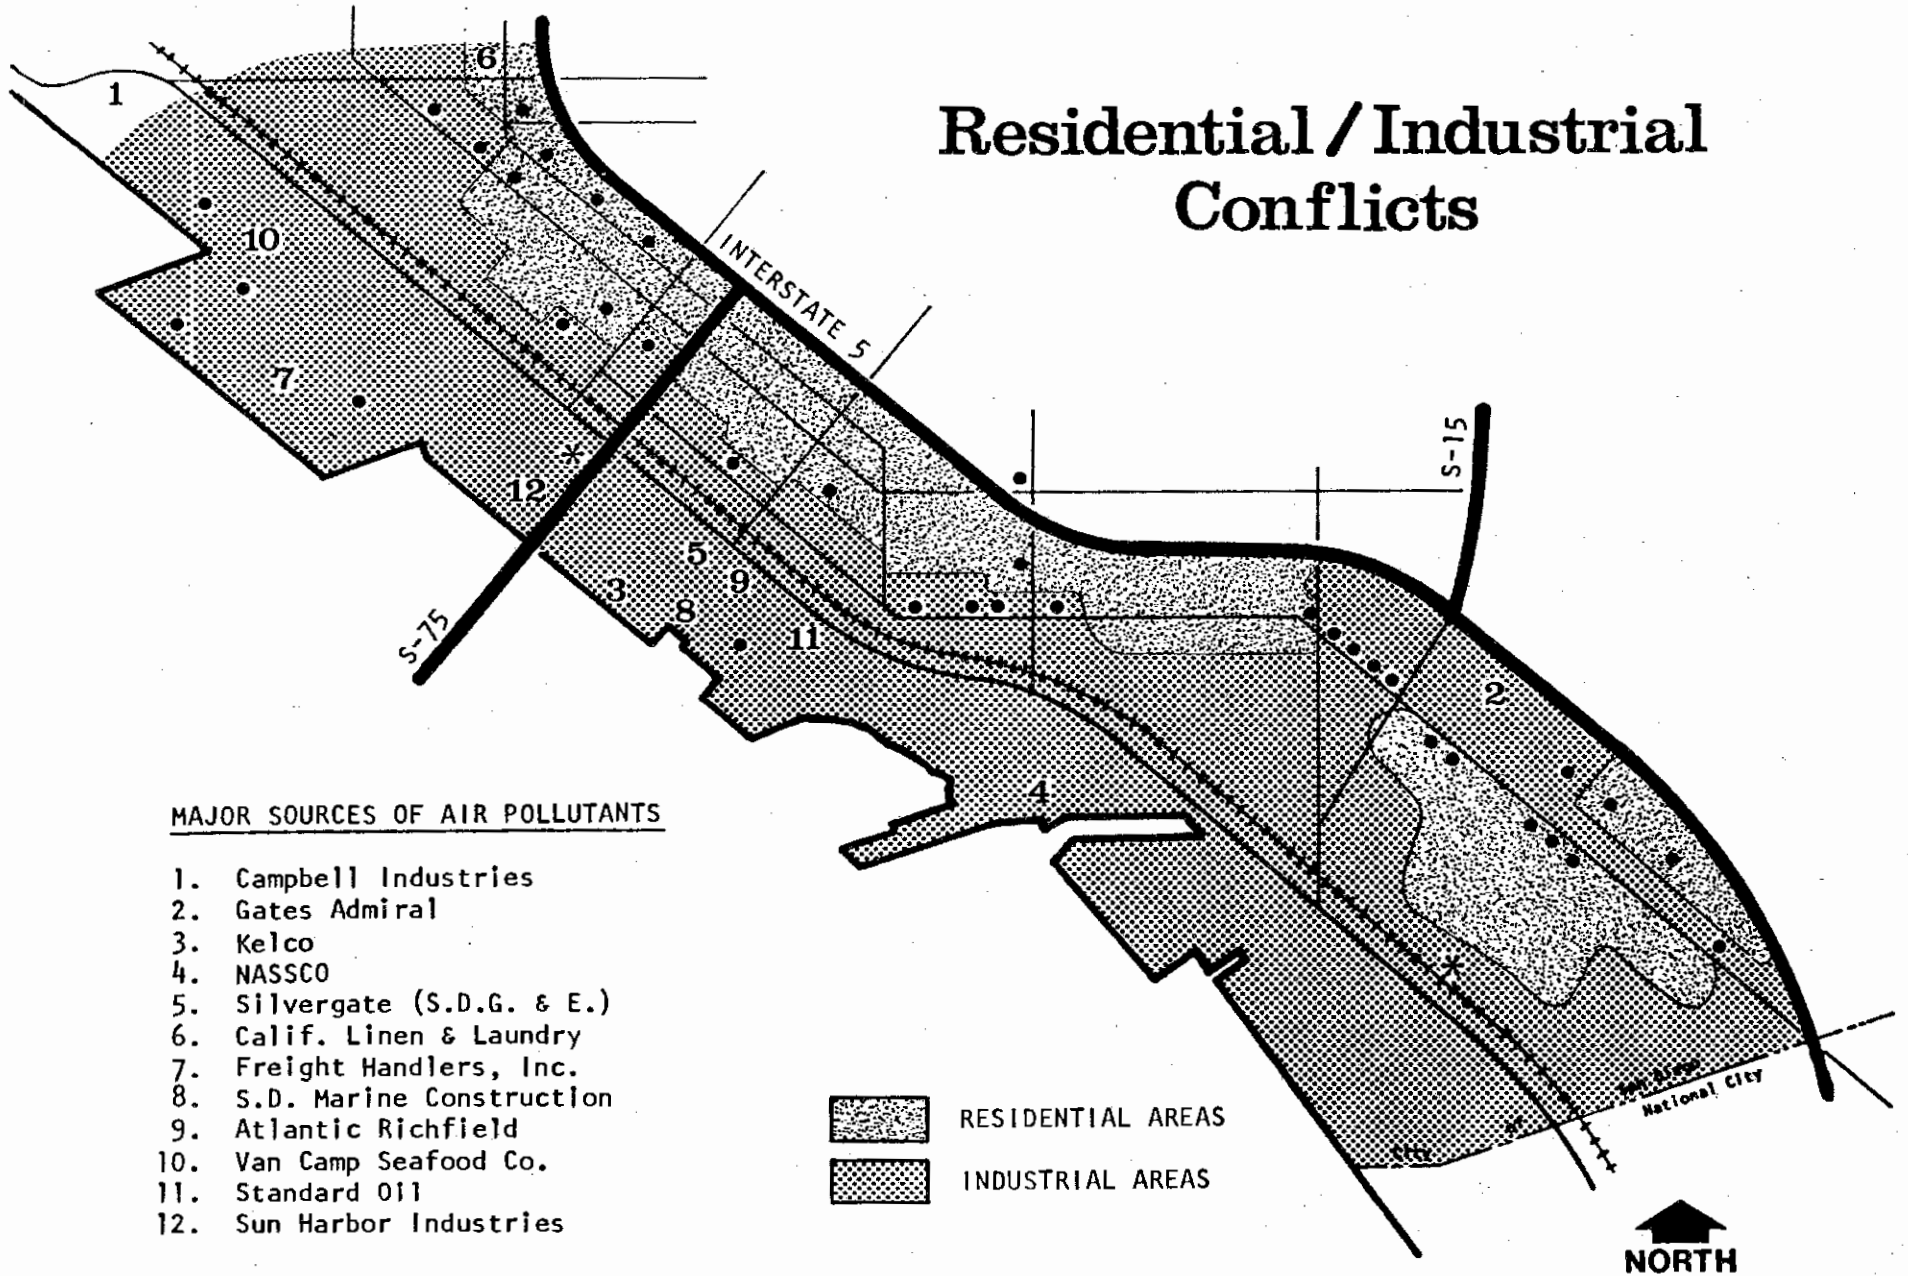 Residential / Industrial
Conflicts
1
6
10
7
12
INTERSTATE 5
S-15
S-75
5
9
3
8
11
2
4
MAJOR SOURCES OF AIR POLLUTANTS
1. Campbell Industries
2. Gates Admiral
3. Kelco
4. NASSCO
5. Silvergate (S.D.G. & E.)
6. Calif. Linen & Laundry
7. Freight Handlers, Inc.
8. S.D. Marine Construction
9. Atlantic Richfield
10. Van Camp Seafood Co.
11. Standard Oil
12. Sun Harbor Industries
RESIDENTIAL AREAS
INDUSTRIAL AREAS
City of San Diego
National City
NORTH